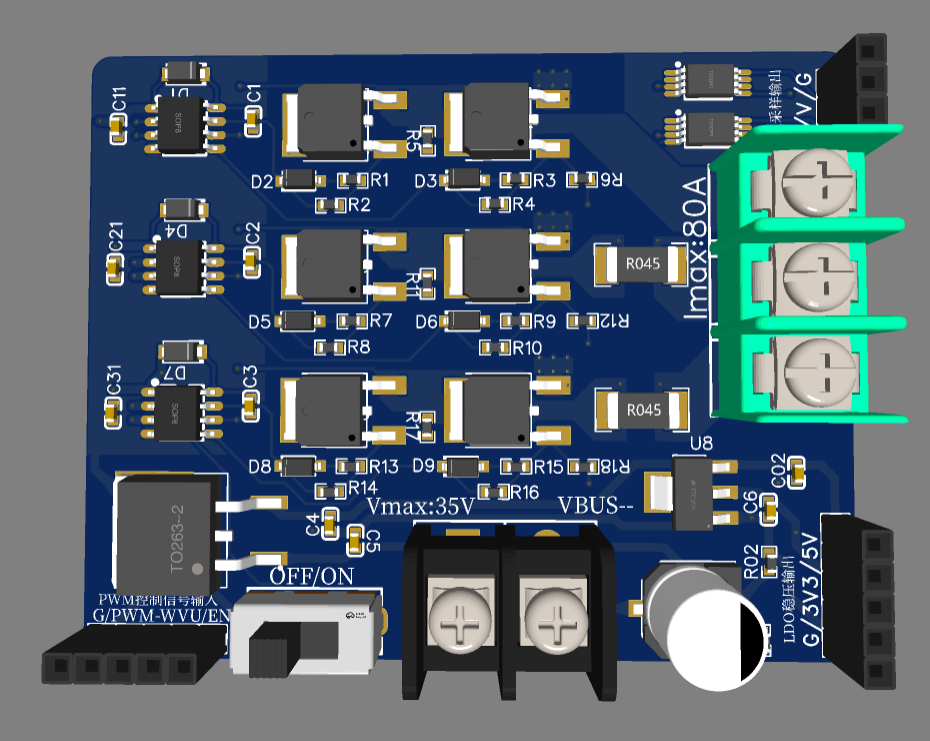 C11
D1
SOP8
C1
R5
采样输出
/V/G
D2
R1
D3
R3
R6
R2
R4
Imax:80A
C21
D4
SOP8
C2
R11
R045
D5
R7
D6
R9
R12
R8
R10
C31
D7
SOP8
C3
R17
R045
U8
D8
R13
D9
R15
R18
C02
R14
R16
Vmax:35V
VBUS--
C6
TO263-2
C4
C5
R02
OFF/ON
LDO稳压输出
G/3V3/5V
PWM控制信号输入
G/PWM-WVU/EN